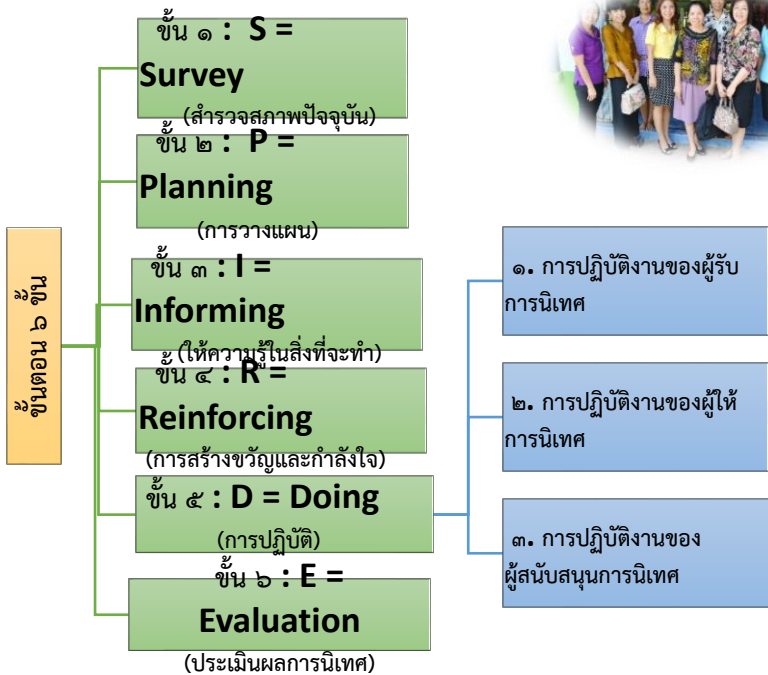 ขั้นตอน ๖ ขั้น
ขั้น ๑ : S =
Survey
(สำรวจสภาพปัจจุบัน)
ขั้น ๒ : P =
Planning
(การวางแผน)
ขั้น ๓ : I =
Informing
(ให้ความรู้ในสิ่งที่จะทำ)
ขั้น ๔ : R =
Reinforcing
(การสร้างขวัญและกำลังใจ)
ขั้น ๕ : D = Doing
(การปฏิบัติ)
ขั้น ๖ : E =
Evaluation
(ประเมินผลการนิเทศ)
๑. การปฏิบัติงานของผู้รับ
การนิเทศ
๒. การปฏิบัติงานของผู้ให้
การนิเทศ
๓. การปฏิบัติงานของ
ผู้สนับสนุนการนิเทศ